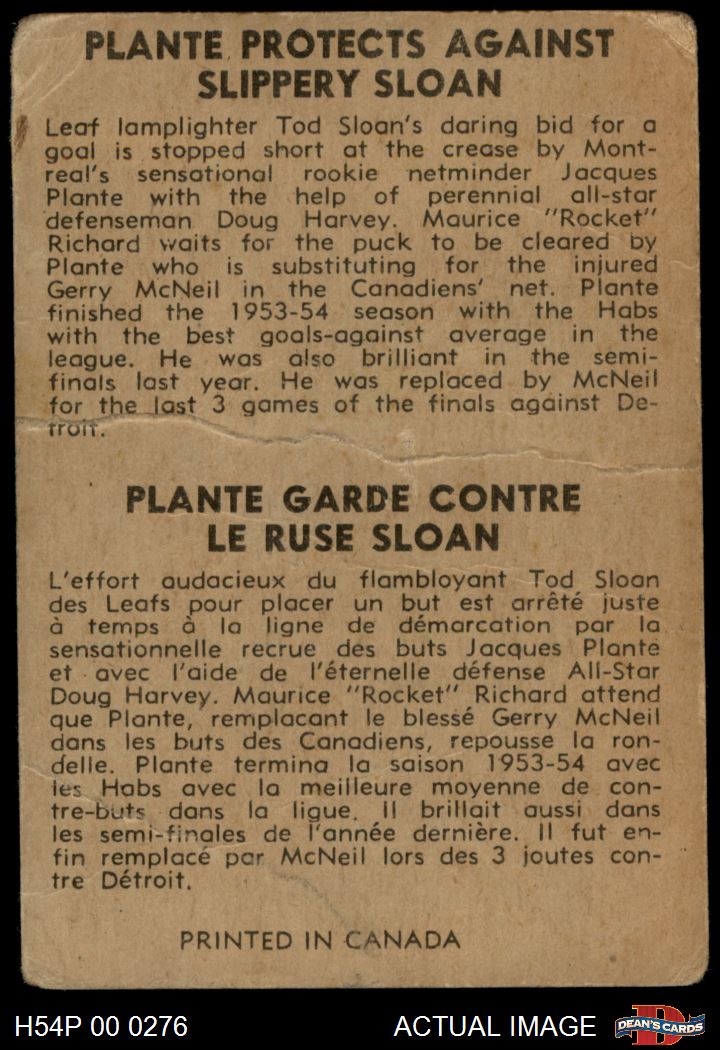 PLANTE PROTECTS AGAINST
SLIPPERY SLOAN
Leaf lamplighter Tod Sloan's daring bid for a
goal is stopped short at the crease by Mont-
real's sensational rookie netminder Jacques
Plante with the help of perennial all-star
defenseman Doug Harvey. Maurice "Rocket"
Richard waits for the puck to be cleared by
Plante who is substituting for the injured
Gerry McNeil in the Canadiens' net. Plante
finished the 1953-54 season with the Habs
with the best goals-against average in the
league. He was also brilliant in the semi-
finals last year. He was replaced by McNeil
for the last 3 games of the finals against De-
troit.
PLANTE GARDE CONTRE
LE RUSE SLOAN
L'effort audacieux du flambloyant Tod Sloan
des Leafs pour placer un but est arrêté juste
à temps à la ligne de démarcation par la
sensationnelle recrue des buts Jacques Plante
et avec l'aide de l'éternelle défense All-Star
Doug Harvey. Maurice "Rocket" Richard attend
que Plante, remplacant le blessé Gerry McNeil
dans les buts des Canadiens, repousse la ron-
delle. Plante termina la saison 1953-54 avec
les Habs avec la meilleure moyenne de con-
tre-buts dans la ligue. Il brillait aussi dans
les semi-finales de l'année dernière. Il fut en-
fin remplacé par McNeil lors des 3 joutes con-
tre Détroit.
PRINTED IN CANADA
H54P 00 0276 ACTUAL IMAGE DEAN'S CARDS